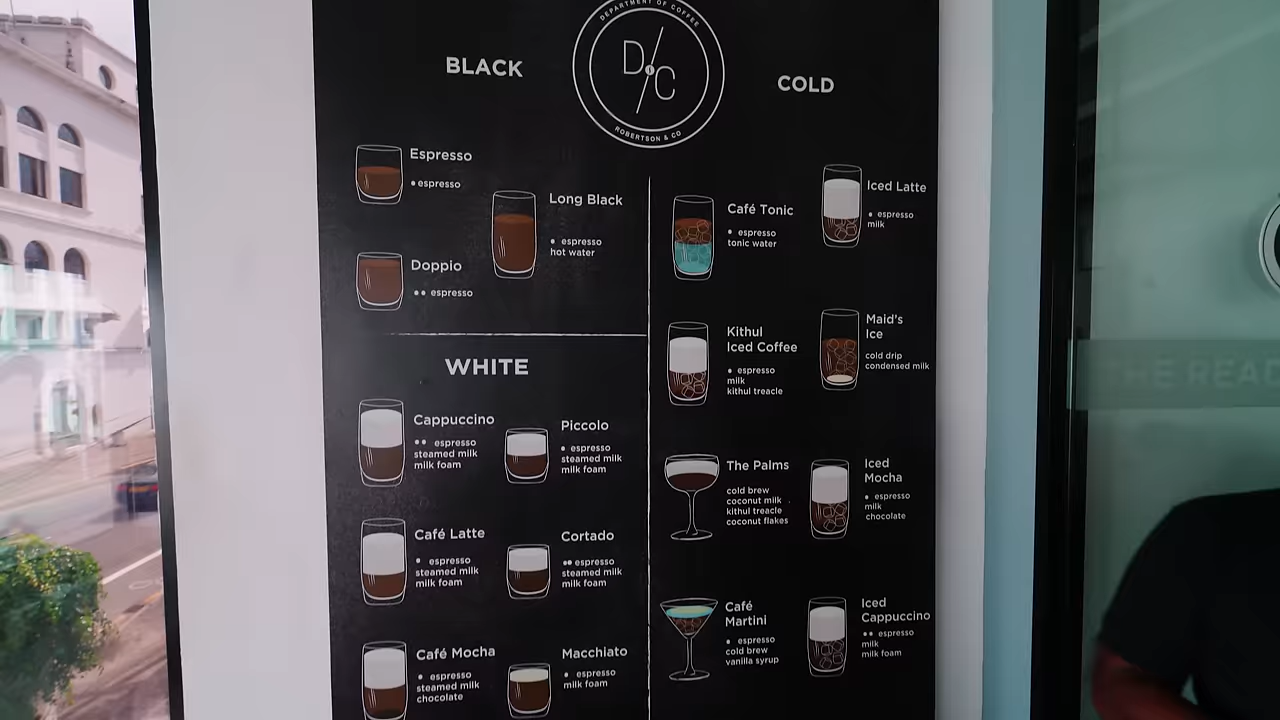 DEPARTMENT OF COFFEE
D/C
ROBERTSON & CO
BLACK
Espresso
• espresso
Long Black
• espresso
hot water
Doppio
•• espresso
WHITE
Cappuccino
•• espresso
steamed milk
milk foam
Piccolo
• espresso
steamed milk
milk foam
Café Latte
• espresso
steamed milk
milk foam
Cortado
•• espresso
steamed milk
milk foam
Café Mocha
• espresso
steamed milk
chocolate
Macchiato
• espresso
milk foam
COLD
Café Tonic
• espresso
tonic water
Iced Latte
• espresso
milk
Kithul
Iced Coffee
• espresso
milk
kithul treacle
Maid's
Ice
cold drip
condensed milk
The Palms
cold brew
coconut milk
kithul treacle
coconut flakes
Iced
Mocha
• espresso
milk
chocolate
Café
Martini
• espresso
cold brew
vanilla syrup
Iced
Cappuccino
•• espresso
milk
milk foam